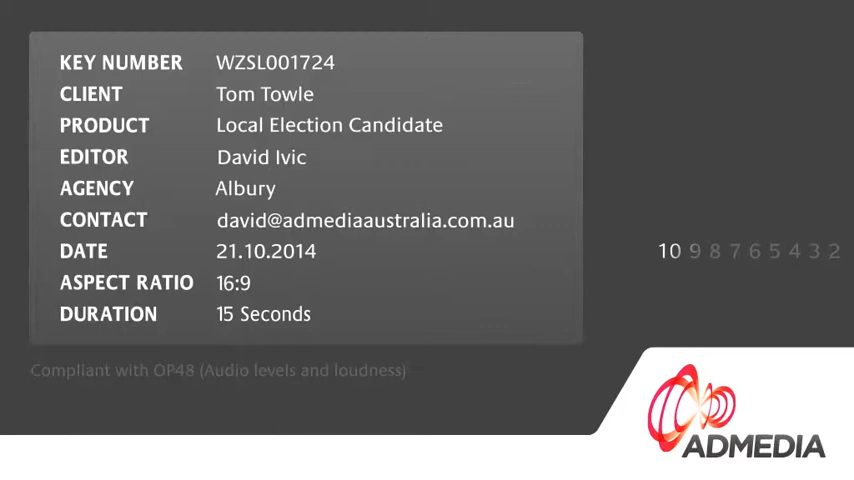 KEY NUMBER WZSL001724
CLIENT Tom Towle
PRODUCT Local Election Candidate
EDITOR David Ivic
AGENCY Albury
CONTACT david@admediaaustralia.com.au
DATE 21.10.2014
ASPECT RATIO 16:9
DURATION 15 Seconds
10 9 8 7 6 5 4 3 2
Compliant with OP48 (Audio levels and loudness)
ADMEDIA